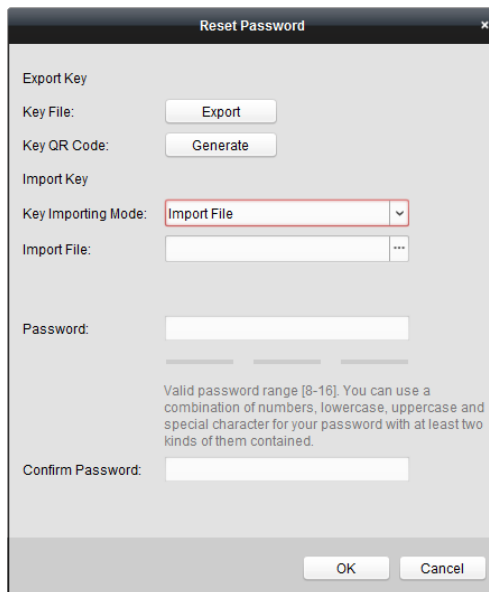 Reset Password ×
Export Key
Key File: Export
Key QR Code: Generate
Import Key
Key Importing Mode: Import File
Import File: ...
Password:
Valid password range [8-16]. You can use a
combination of numbers, lowercase, uppercase and
special character for your password with at least two
kinds of them contained.
Confirm Password:
OK Cancel